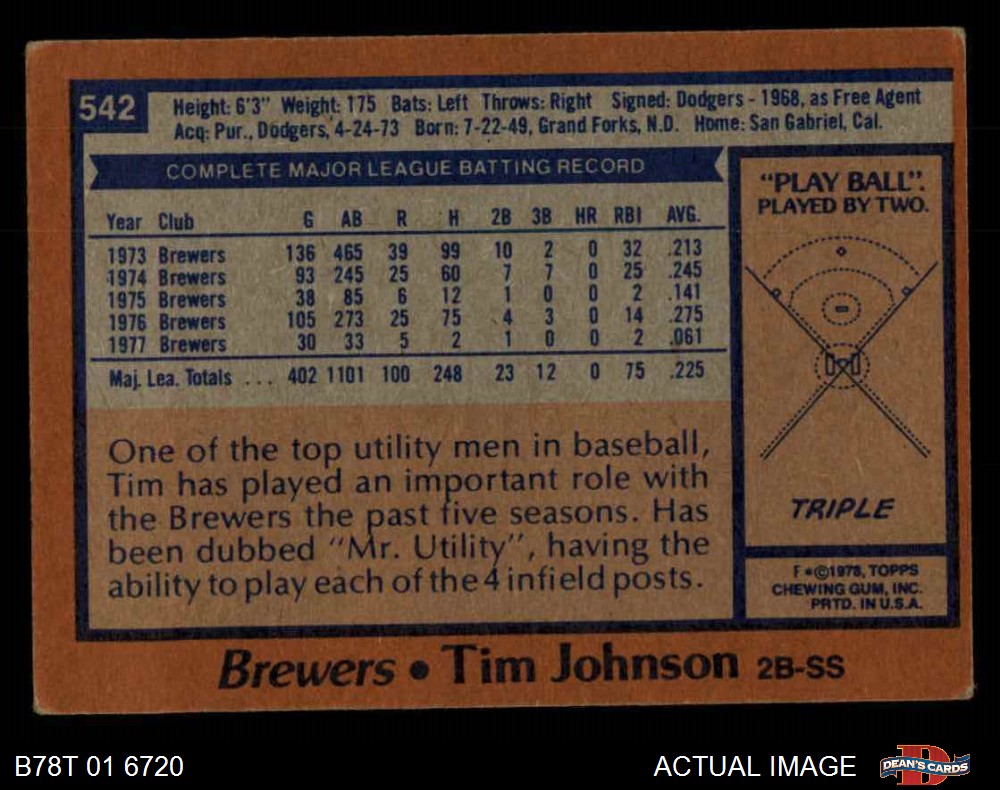 542
Height: 6'3" Weight: 175 Bats: Left Throws: Right Signed: Dodgers - 1968, as Free Agent
Acq: Pur., Dodgers, 4-24-73 Born: 7-22-49, Grand Forks, N.D. Home: San Gabriel, Cal.
COMPLETE MAJOR LEAGUE BATTING RECORD
Year Club G AB R H 2B 3B HR RBI AVG.
1973 Brewers 136 465 39 99 10 2 0 32 .213
1974 Brewers 93 245 25 60 7 7 0 25 .245
1975 Brewers 38 85 6 12 1 0 0 2 .141
1976 Brewers 105 273 25 75 4 3 0 14 .275
1977 Brewers 30 33 5 2 1 0 0 2 .061
Maj. Lea. Totals ... 402 1101 100 248 23 12 0 75 .225
One of the top utility men in baseball,
Tim has played an important role with
the Brewers the past five seasons. Has
been dubbed "Mr. Utility", having the
ability to play each of the 4 infield posts.
"PLAY BALL".
PLAYED BY TWO.
TRIPLE
F *©1978, TOPPS
CHEWING GUM, INC.
PRTD. IN U.S.A.
Brewers • Tim Johnson 2B-SS
B78T 01 6720
ACTUAL IMAGE
D
DEAN'S CARDS